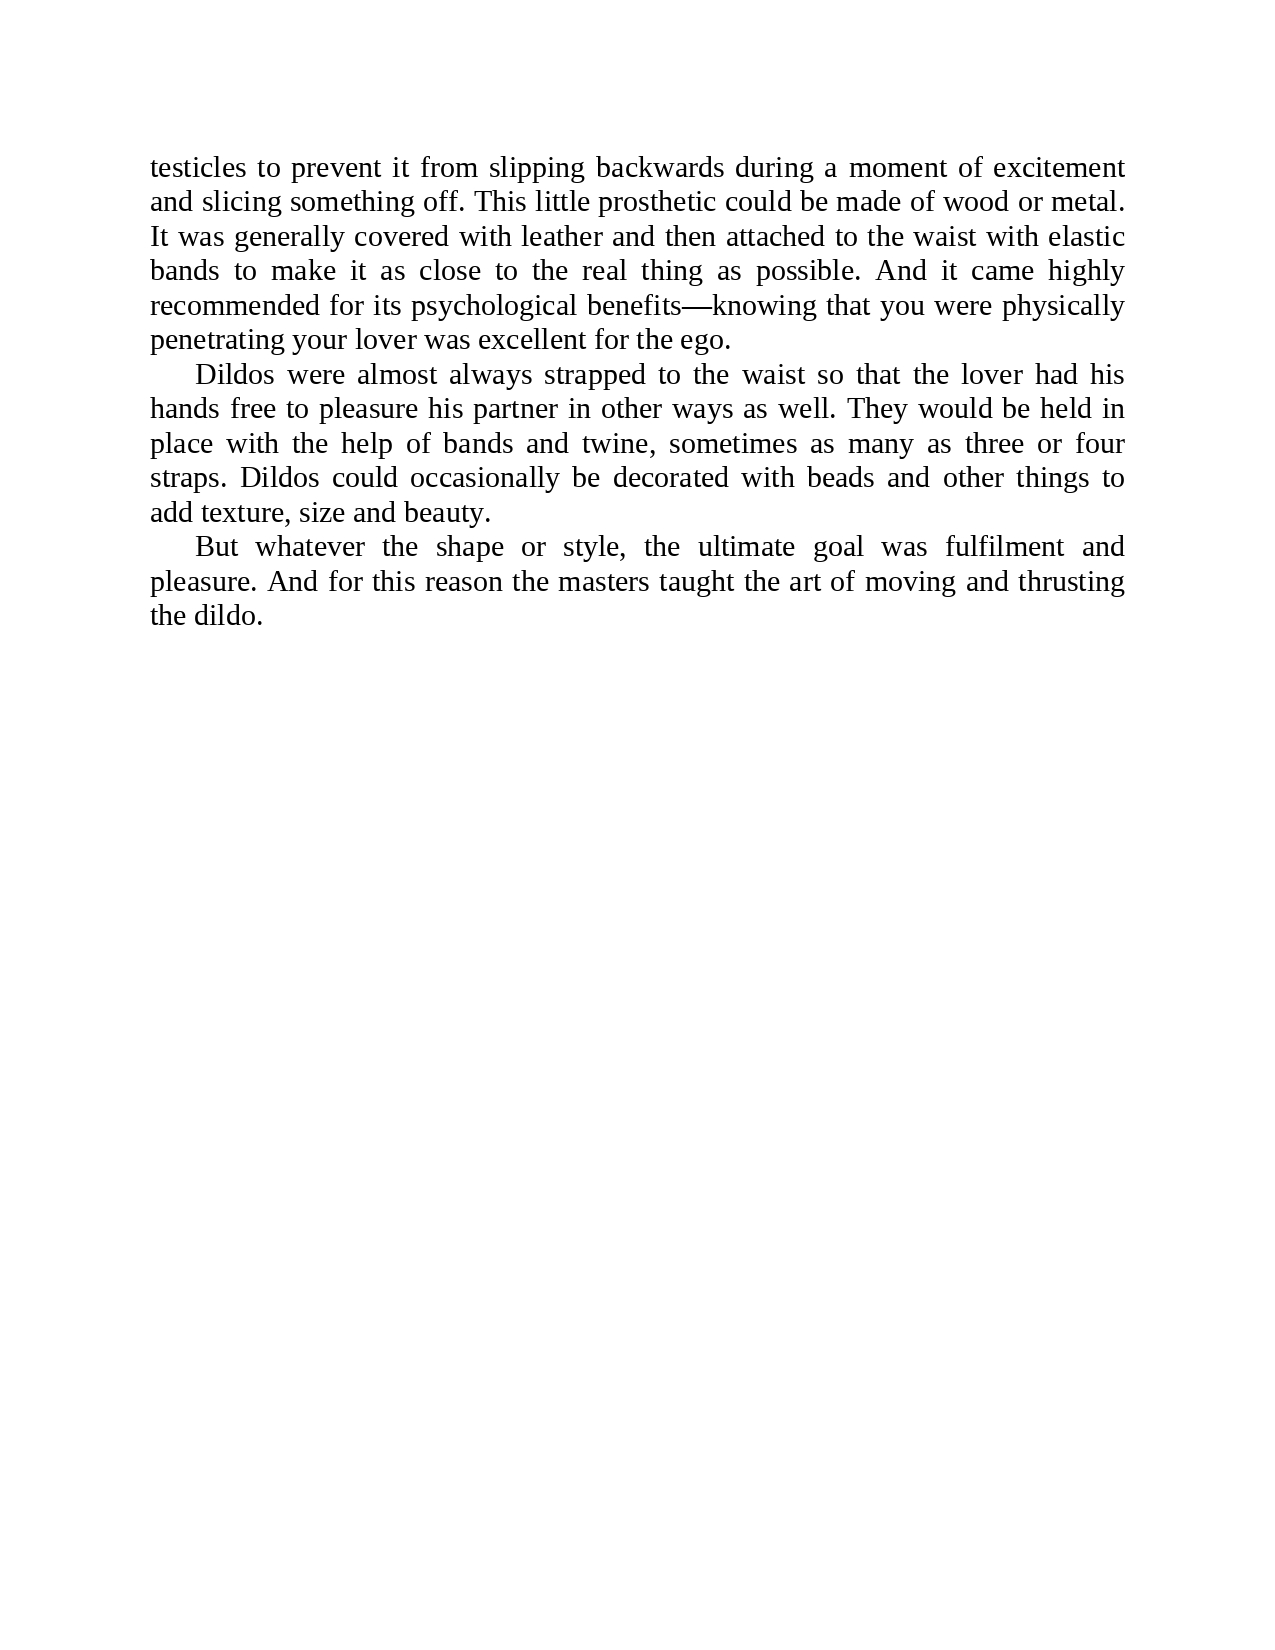 testicles to prevent it from slipping backwards during a moment of excitement
and slicing something off. This little prosthetic could be made of wood or metal.
It was generally covered with leather and then attached to the waist with elastic
bands to make it as close to the real thing as possible. And it came highly
recommended for its psychological benefits—knowing that you were physically
penetrating your lover was excellent for the ego.
Dildos were almost always strapped to the waist so that the lover had his
hands free to pleasure his partner in other ways as well. They would be held in
place with the help of bands and twine, sometimes as many as three or four
straps. Dildos could occasionally be decorated with beads and other things to
add texture, size and beauty.
But whatever the shape or style, the ultimate goal was fulfilment and
pleasure. And for this reason the masters taught the art of moving and thrusting
the dildo.